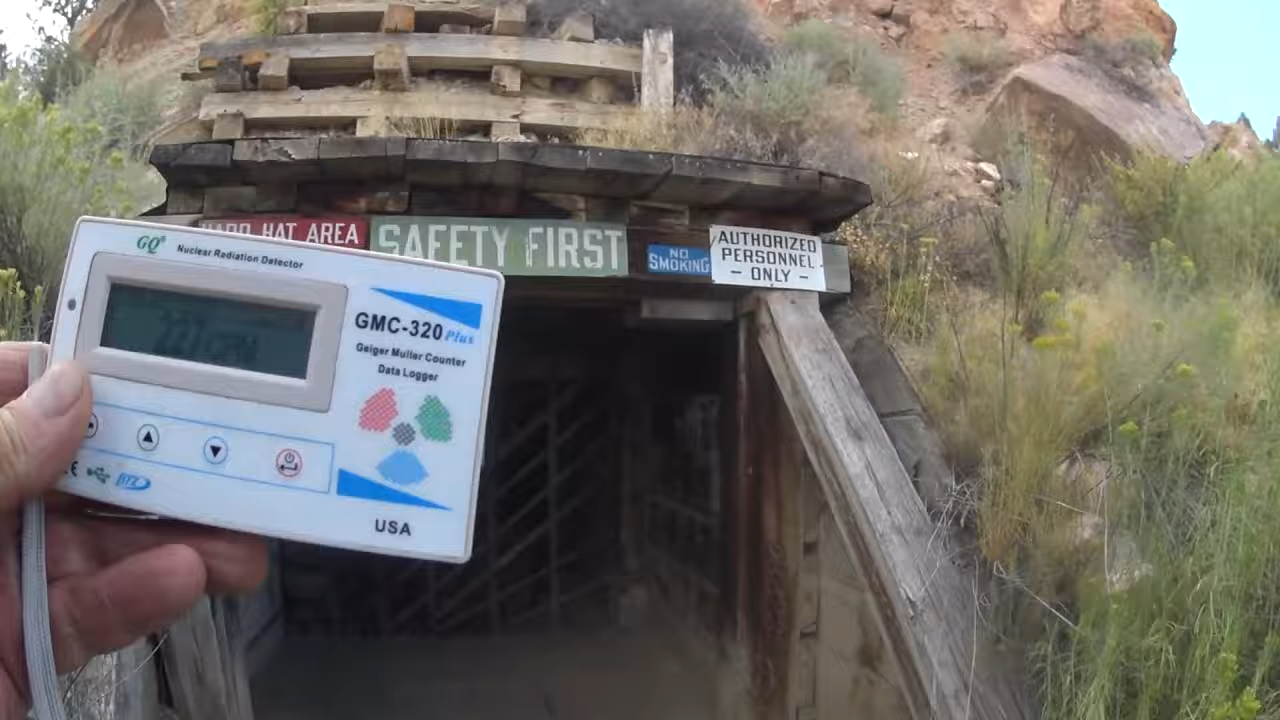 HARD HAT AREA
SAFETY FIRST
NO
SMOKING
AUTHORIZED
PERSONNEL
- ONLY -
GQ
Nuclear Radiation Detector
GMC-320 Plus
Geiger Muller Counter
Data Logger
USA